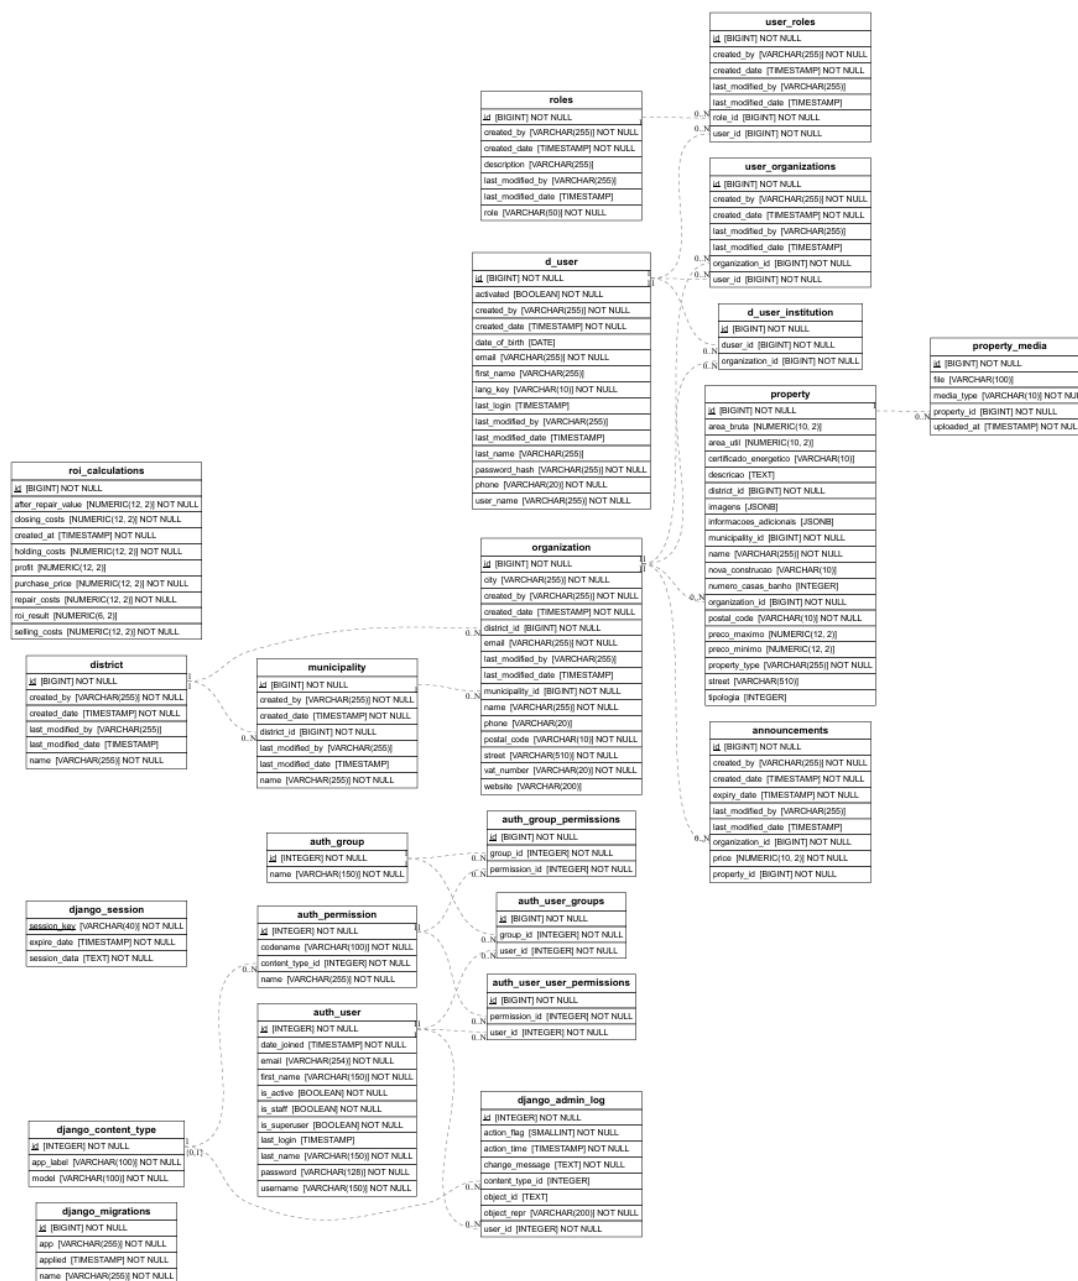 user_roles
id [BIGINT] NOT NULL
created_by [VARCHAR(255)] NOT NULL
created_date [TIMESTAMP] NOT NULL
last_modified_by [VARCHAR(255)]
last_modified_date [TIMESTAMP]
role_id [BIGINT] NOT NULL
user_id [BIGINT] NOT NULL
0..N
0..N
roles
id [BIGINT] NOT NULL
created_by [VARCHAR(255)] NOT NULL
created_date [TIMESTAMP] NOT NULL
description [VARCHAR(255)]
last_modified_by [VARCHAR(255)]
last_modified_date [TIMESTAMP]
role [VARCHAR(50)] NOT NULL
1
user_organizations
id [BIGINT] NOT NULL
created_by [VARCHAR(255)] NOT NULL
created_date [TIMESTAMP] NOT NULL
last_modified_by [VARCHAR(255)]
last_modified_date [TIMESTAMP]
organization_id [BIGINT] NOT NULL
user_id [BIGINT] NOT NULL
0..N
0..N
d_user
id [BIGINT] NOT NULL
activated [BOOLEAN] NOT NULL
created_by [VARCHAR(255)] NOT NULL
created_date [TIMESTAMP] NOT NULL
date_of_birth [DATE]
email [VARCHAR(255)] NOT NULL
first_name [VARCHAR(255)]
lang_key [VARCHAR(10)] NOT NULL
last_login [TIMESTAMP]
last_modified_by [VARCHAR(255)]
last_modified_date [TIMESTAMP]
last_name [VARCHAR(255)]
password_hash [VARCHAR(255)] NOT NULL
phone [VARCHAR(20)] NOT NULL
user_name [VARCHAR(255)] NOT NULL
d_user_institution
id [BIGINT] NOT NULL
duser_id [BIGINT] NOT NULL
organization_id [BIGINT] NOT NULL
0..N
0..N
property_media
id [BIGINT] NOT NULL
file [VARCHAR(100)]
media_type [VARCHAR(10)] NOT
property_id [BIGINT] NOT NULL
uploaded_at [TIMESTAMP] NOT
0..N
property
id [BIGINT] NOT NULL
area_bruta [NUMERIC(10, 2)]
area_util [NUMERIC(10, 2)]
certificado_energetico [VARCHAR(10)]
descricao [TEXT]
district_id [BIGINT] NOT NULL
imagens [JSONB]
informacoes_adicionais [JSONB]
municipality_id [BIGINT] NOT NULL
name [VARCHAR(255)] NOT NULL
nova_construcao [VARCHAR(10)]
numero_casas_banho [INTEGER]
organization_id [BIGINT] NOT NULL
postal_code [VARCHAR(10)] NOT NULL
preco_maximo [NUMERIC(12, 2)]
preco_minimo [NUMERIC(12, 2)]
property_type [VARCHAR(255)] NOT NULL
street [VARCHAR(510)]
tipologia [INTEGER]
1
0..N
roi_calculations
id [BIGINT] NOT NULL
after_repair_value [NUMERIC(12, 2)] NOT NULL
closing_costs [NUMERIC(12, 2)] NOT NULL
created_at [TIMESTAMP] NOT NULL
holding_costs [NUMERIC(12, 2)] NOT NULL
profit [NUMERIC(12, 2)]
purchase_price [NUMERIC(12, 2)] NOT NULL
repair_costs [NUMERIC(12, 2)] NOT NULL
roi_result [NUMERIC(6, 2)]
selling_costs [NUMERIC(12, 2)] NOT NULL
organization
id [BIGINT] NOT NULL
city [VARCHAR(255)] NOT NULL
created_by [VARCHAR(255)] NOT NULL
created_date [TIMESTAMP] NOT NULL
district_id [BIGINT] NOT NULL
email [VARCHAR(255)] NOT NULL
last_modified_by [VARCHAR(255)]
last_modified_date [TIMESTAMP]
municipality_id [BIGINT] NOT NULL
name [VARCHAR(255)] NOT NULL
phone [VARCHAR(20)]
postal_code [VARCHAR(10)] NOT NULL
street [VARCHAR(510)] NOT NULL
vat_number [VARCHAR(20)] NOT NULL
website [VARCHAR(200)]
0..N
0..N
district
id [BIGINT] NOT NULL
created_by [VARCHAR(255)] NOT NULL
created_date [TIMESTAMP] NOT NULL
last_modified_by [VARCHAR(255)]
last_modified_date [TIMESTAMP]
name [VARCHAR(255)] NOT NULL
1
1
municipality
id [BIGINT] NOT NULL
created_by [VARCHAR(255)] NOT NULL
created_date [TIMESTAMP] NOT NULL
district_id [BIGINT] NOT NULL
last_modified_by [VARCHAR(255)]
last_modified_date [TIMESTAMP]
name [VARCHAR(255)] NOT NULL
1
0..N
announcements
id [BIGINT] NOT NULL
created_by [VARCHAR(255)] NOT NULL
created_date [TIMESTAMP] NOT NULL
expiry_date [TIMESTAMP] NOT NULL
last_modified_by [VARCHAR(255)]
last_modified_date [TIMESTAMP]
organization_id [BIGINT] NOT NULL
price [NUMERIC(10, 2)] NOT NULL
property_id [BIGINT] NOT NULL
0..N
auth_group_permissions
id [BIGINT] NOT NULL
group_id [INTEGER] NOT NULL
permission_id [INTEGER] NOT NULL
0..N
0..N
auth_group
id [INTEGER] NOT NULL
name [VARCHAR(150)] NOT NULL
auth_user_groups
id [BIGINT] NOT NULL
group_id [INTEGER] NOT NULL
user_id [INTEGER] NOT NULL
0..N
0..N
django_session
session_key [VARCHAR(40)] NOT NULL
expire_date [TIMESTAMP] NOT NULL
session_data [TEXT] NOT NULL
auth_permission
id [INTEGER] NOT NULL
codename [VARCHAR(100)] NOT NULL
content_type_id [INTEGER] NOT NULL
name [VARCHAR(255)] NOT NULL
0..N
auth_user_user_permissions
id [BIGINT] NOT NULL
permission_id [INTEGER] NOT NULL
user_id [INTEGER] NOT NULL
0..N
0..N
auth_user
id [INTEGER] NOT NULL
date_joined [TIMESTAMP] NOT NULL
email [VARCHAR(254)] NOT NULL
first_name [VARCHAR(150)] NOT NULL
is_active [BOOLEAN] NOT NULL
is_staff [BOOLEAN] NOT NULL
is_superuser [BOOLEAN] NOT NULL
last_login [TIMESTAMP]
last_name [VARCHAR(150)] NOT NULL
password [VARCHAR(128)] NOT NULL
username [VARCHAR(150)] NOT NULL
django_admin_log
id [INTEGER] NOT NULL
action_flag [SMALLINT] NOT NULL
action_time [TIMESTAMP] NOT NULL
change_message [TEXT] NOT NULL
content_type_id [INTEGER]
object_id [TEXT]
object_repr [VARCHAR(200)] NOT NULL
user_id [INTEGER] NOT NULL
0..N
0..N
django_content_type
id [INTEGER] NOT NULL
app_label [VARCHAR(100)] NOT NULL
model [VARCHAR(100)] NOT NULL
1
{0,1}
django_migrations
id [BIGINT] NOT NULL
app [VARCHAR(255)] NOT NULL
applied [TIMESTAMP] NOT NULL
name [VARCHAR(255)] NOT NULL